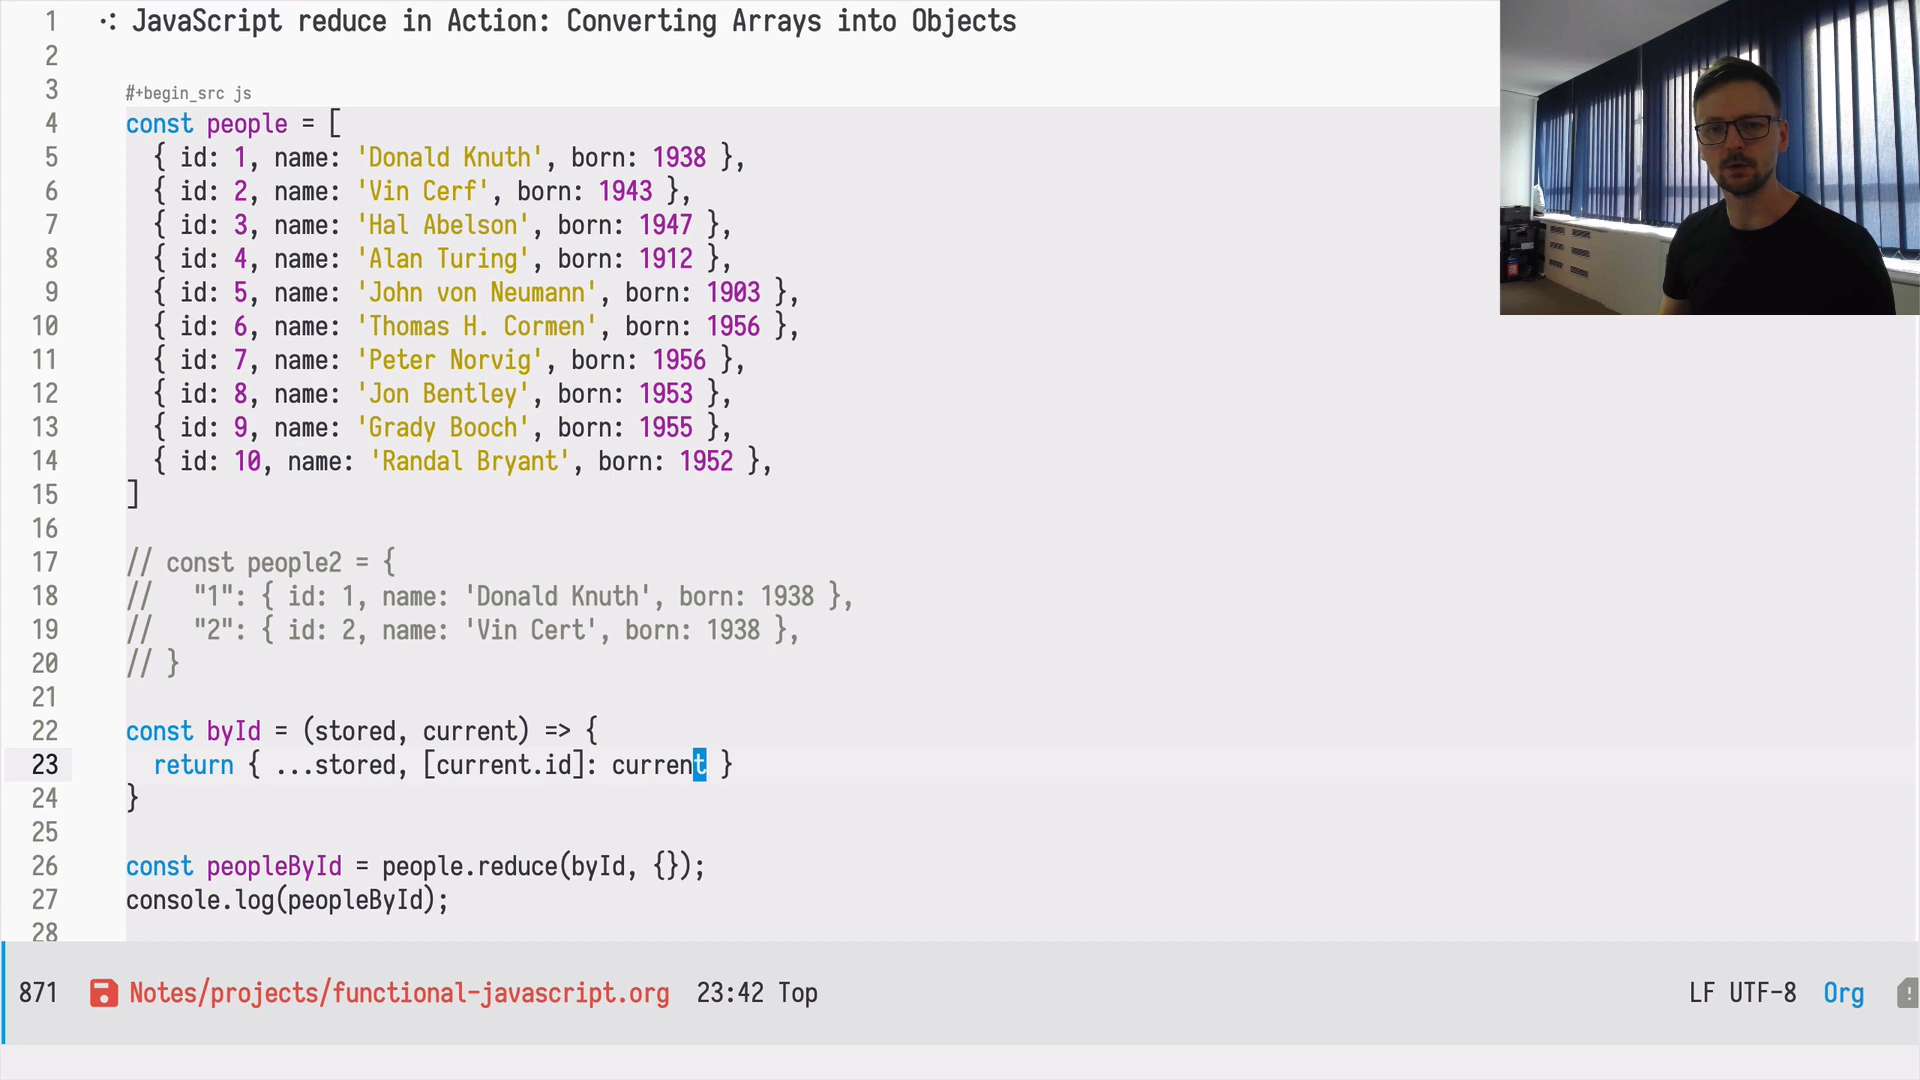 1 JavaScript reduce in Action: Converting Arrays into Objects
2
3 #+begin_src js
4 const people = [
5 { id: 1, name: 'Donald Knuth', born: 1938 },
6 { id: 2, name: 'Vin Cerf', born: 1943 },
7 { id: 3, name: 'Hal Abelson', born: 1947 },
8 { id: 4, name: 'Alan Turing', born: 1912 },
9 { id: 5, name: 'John von Neumann', born: 1903 },
10 { id: 6, name: 'Thomas H. Cormen', born: 1956 },
11 { id: 7, name: 'Peter Norvig', born: 1956 },
12 { id: 8, name: 'Jon Bentley', born: 1953 },
13 { id: 9, name: 'Grady Booch', born: 1955 },
14 { id: 10, name: 'Randal Bryant', born: 1952 },
15 ]
16
17 // const people2 = {
18 // "1": { id: 1, name: 'Donald Knuth', born: 1938 },
19 // "2": { id: 2, name: 'Vin Cert', born: 1938 },
20 // }
21
22 const byId = (stored, current) => {
23 return { ...stored, [current.id]: current }
24 }
25
26 const peopleById = people.reduce(byId, {});
27 console.log(peopleById);
28
871 Notes/projects/functional-javascript.org 23:42 Top LF UTF-8 Org